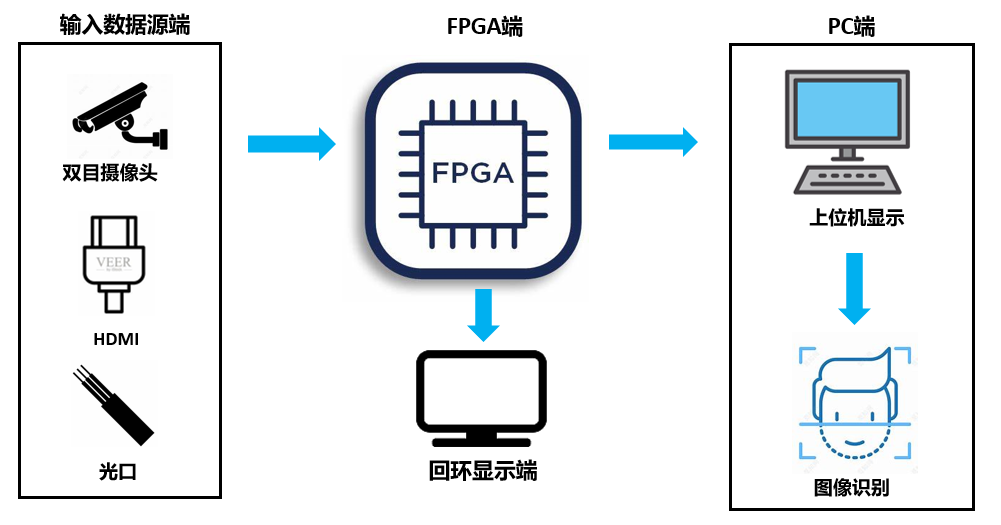 输入数据源端
FPGA端
PC端
双目摄像头
VEER
HDMI
光口
FPGA
回环显示端
上位机显示
图像识别